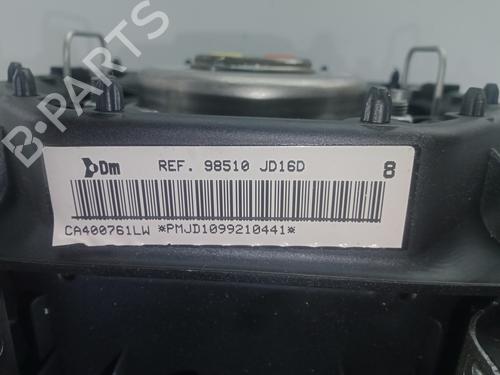 B-PARTS
Dm REF. 98510 JD16D 8
CA400761LW *PMJD1099210441*